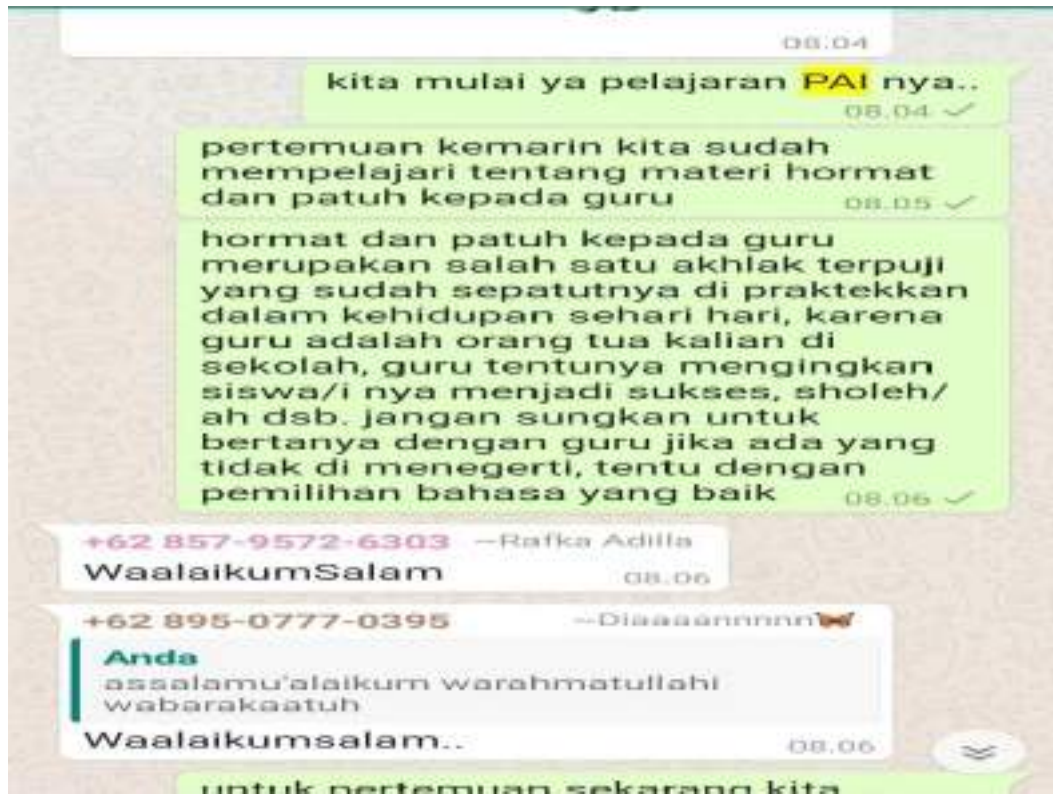 08.04
kita mulai ya pelajaran PAI nya..
08.04
pertemuan kemarin kita sudah
mempelajari tentang materi hormat
dan patuh kepada guru
08.05
hormat dan patuh kepada guru
merupakan salah satu akhlak terpuji
yang sudah sepatutnya di praktekkan
dalam kehidupan sehari hari, karena
guru adalah orang tua kalian di
sekolah, guru tentunya mengingkan
siswa/i nya menjadi sukses, sholeh/
ah dsb. jangan sungkan untuk
bertanya dengan guru jika ada yang
tidak di menegerti, tentu dengan
pemilihan bahasa yang baik
08.06
+62 857-9572-6303 ~Rafka Adilla
WaalaikumSalam
08.06
+62 895-0777-0395 ~Diaaaannnnn
Anda
assalamu'alaikum warahmatullahi
wabarakaatuh
Waalaikumsalam..
08.06
untuk pertemuan sekarang kita